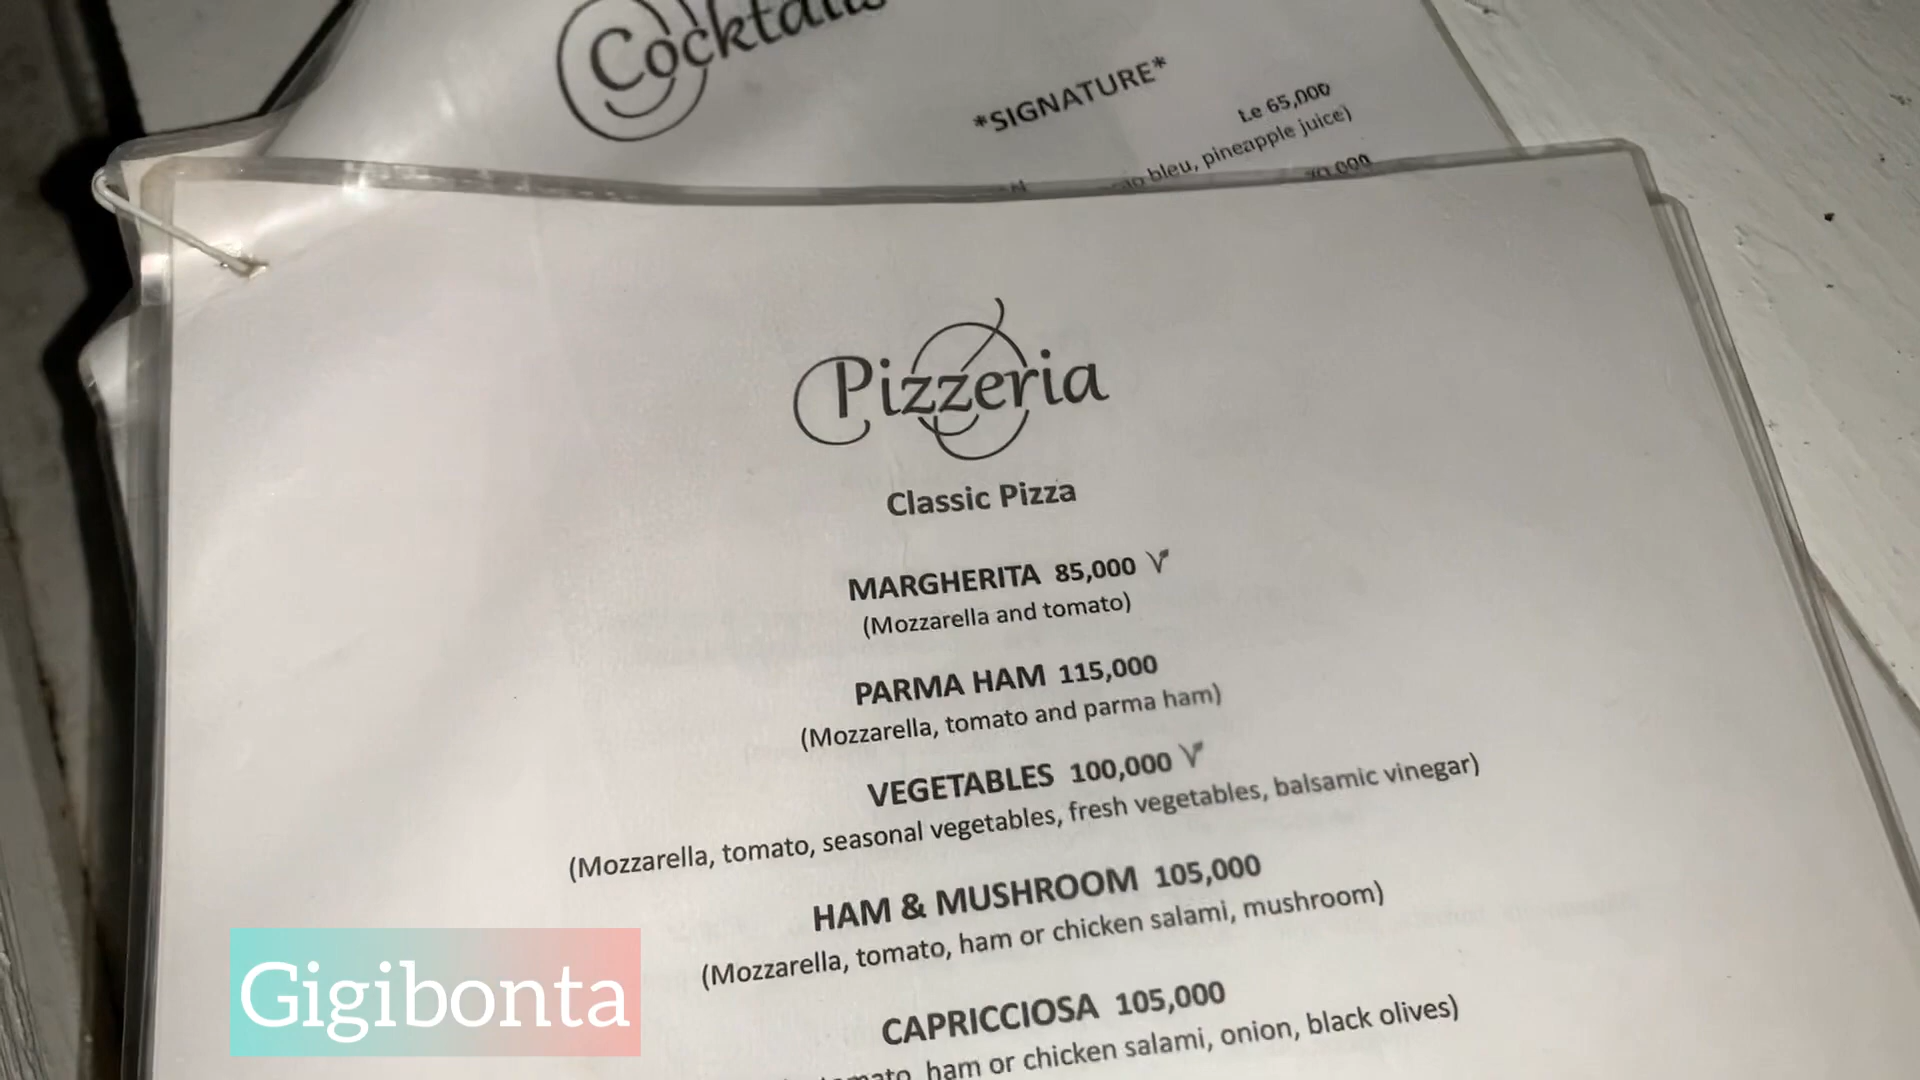 Cocktails
*SIGNATURE*
Le 65,000
bleu, pineapple juice)
Pizzeria
Classic Pizza
MARGHERITA 85,000
(Mozzarella and tomato)
PARMA HAM 115,000
(Mozzarella, tomato and parma ham)
VEGETABLES 100,000
(Mozzarella, tomato, seasonal vegetables, fresh vegetables, balsamic vinegar)
HAM & MUSHROOM 105,000
(Mozzarella, tomato, ham or chicken salami, mushroom)
CAPRICCIOSA 105,000
ham or chicken salami, onion, black olives)
Gigibonta